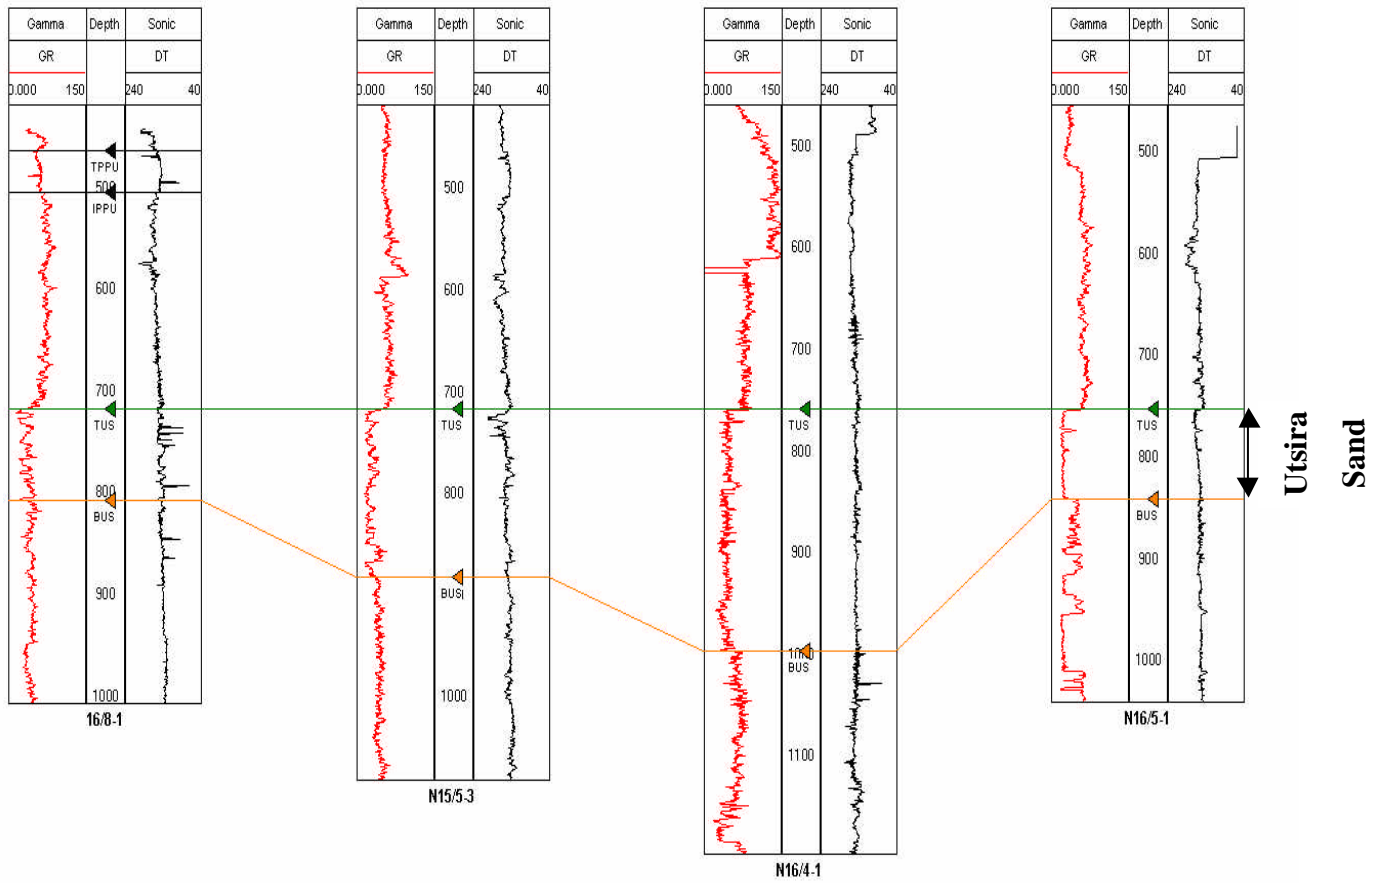 Gamma Depth Sonic
GR DT
0.000 150 240 40
TPPU
500
IPPU
600
700
TUS
800
BUS
900
1000
16/8-1
Gamma Depth Sonic
GR DT
0.000 150 240 40
500
600
700
TUS
800
BUS
1000
N15/5-3
Gamma Depth Sonic
GR DT
0.000 150 240 40
500
600
700
TUS
800
900
1000
BUS
1100
N16/4-1
Gamma Depth Sonic
GR DT
0.000 150 240 40
500
600
700
TUS
800
BUS
900
1000
N16/5-1
Utsira
Sand